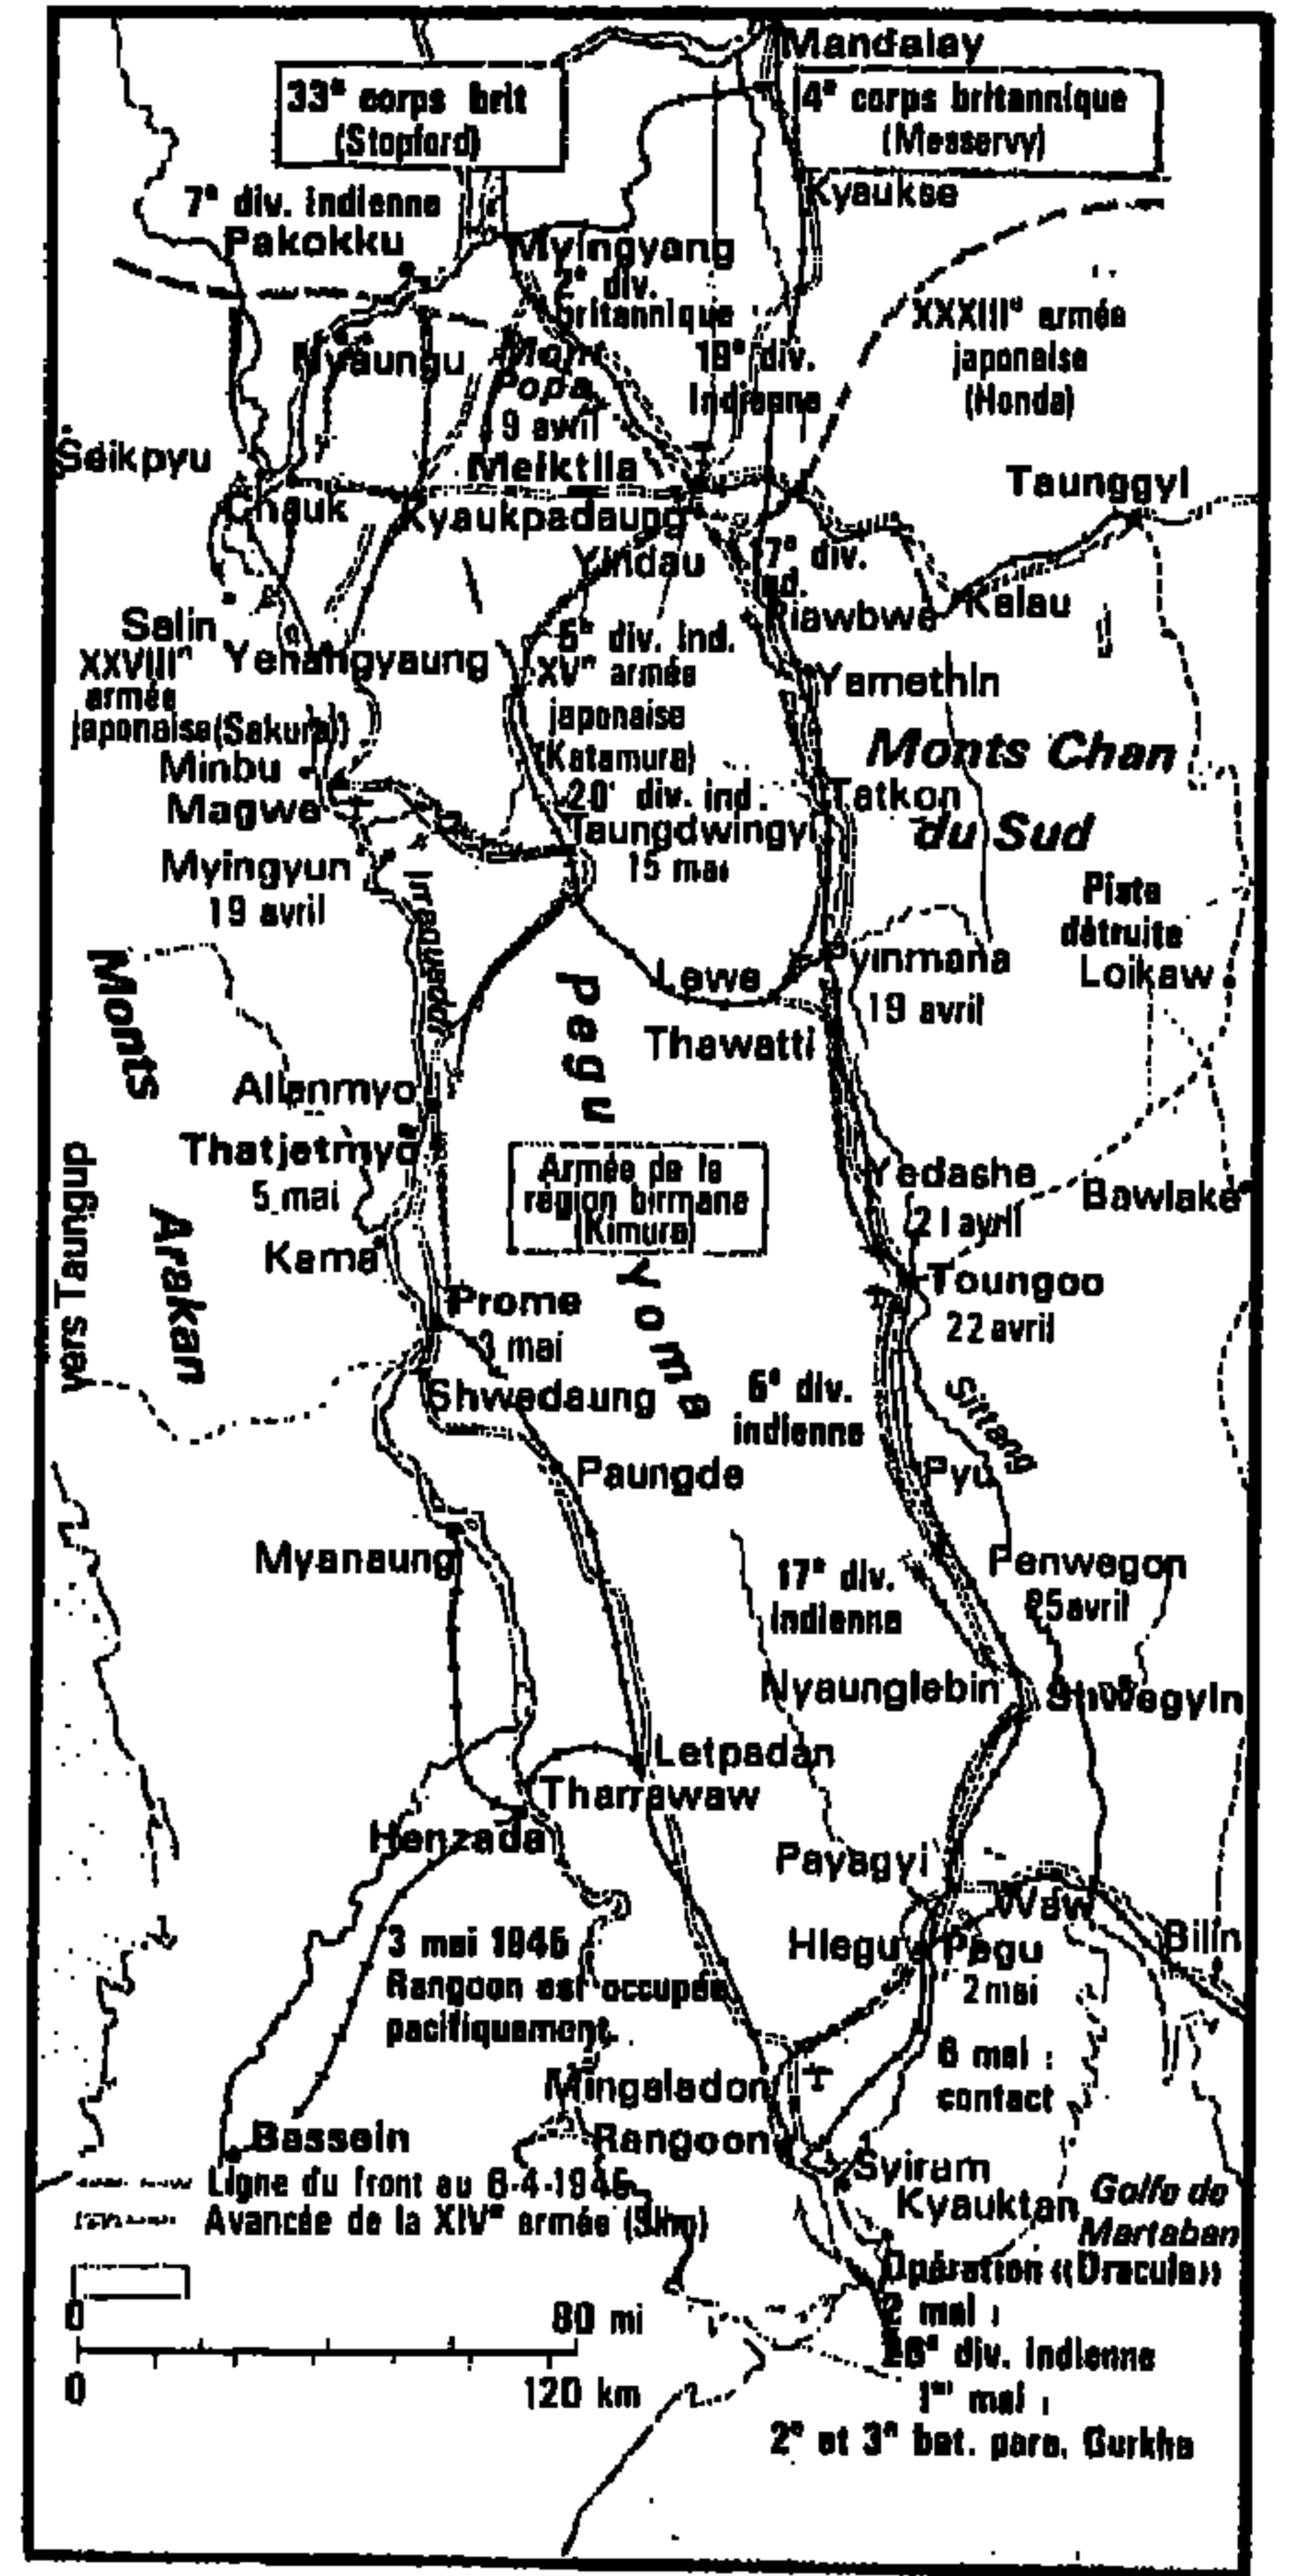 Mandalay
33e corps brit
(Stopford)
4e corps britannique
(Messervy)
Kyaukse
7e div. indienne
Pakokku
Myingyang
2e div.
britannique
XXXIIIe armée
japonaise
(Honda)
Nyaungu
Mont
Popa
9 avril
19e div.
Indienne
Seikpyu
Meiktila
Taunggyi
Chauk
Kyaukpadaung
Yindau
17e div.
ind.
Piawbwe
Kalau
Salin
5e div. ind.
XXVIIIe
armée
japonaise(Sakurai)
Yenangyaung
XVe armée
japonaise
(Katamura)
Yamethin
Monts Chan
du Sud
Minbu
Magwe
20e div. ind.
Taungdwingyi
15 mai
Tatkon
Myingyun
19 avril
Irraouaddi
Piste
détruite
Loikaw
Monts
Arakan
Lewe
Pyinmana
19 avril
Pegu
Yoma
Thawatti
Allanmyo
Thatjetmyo
5 mai
Armée de la
région birmane
(Kimura)
Yedashe
21 avril
Bawlake
vers Taungup
Kama
Toungoo
22 avril
Prome
3 mai
Shwedaung
6e div.
indienne
Sittang
Paungde
Pyu
Myanaung
17e div.
indienne
Penwegon
25 avril
Nyaunglebin
Shwegyin
Letpadan
Tharrawaw
Henzada
Payagyi
Waw
3 mai 1945
Rangoon est occupée
pacifiquement.
Hlegu
Pegu
2 mai
Bilin
6 mai :
contact
Mingaladon
Bassein
Rangoon
Syiram
Kyauktan
Golfe de
Martaban
Ligne du front au 6-4-1945
Avancée de la XIVe armée (Slim)
Opération «Dracula»
2 mai :
26e div. indienne
1er mai :
2e et 3e bat. para. Gurkha
0
80 mi
0
120 km